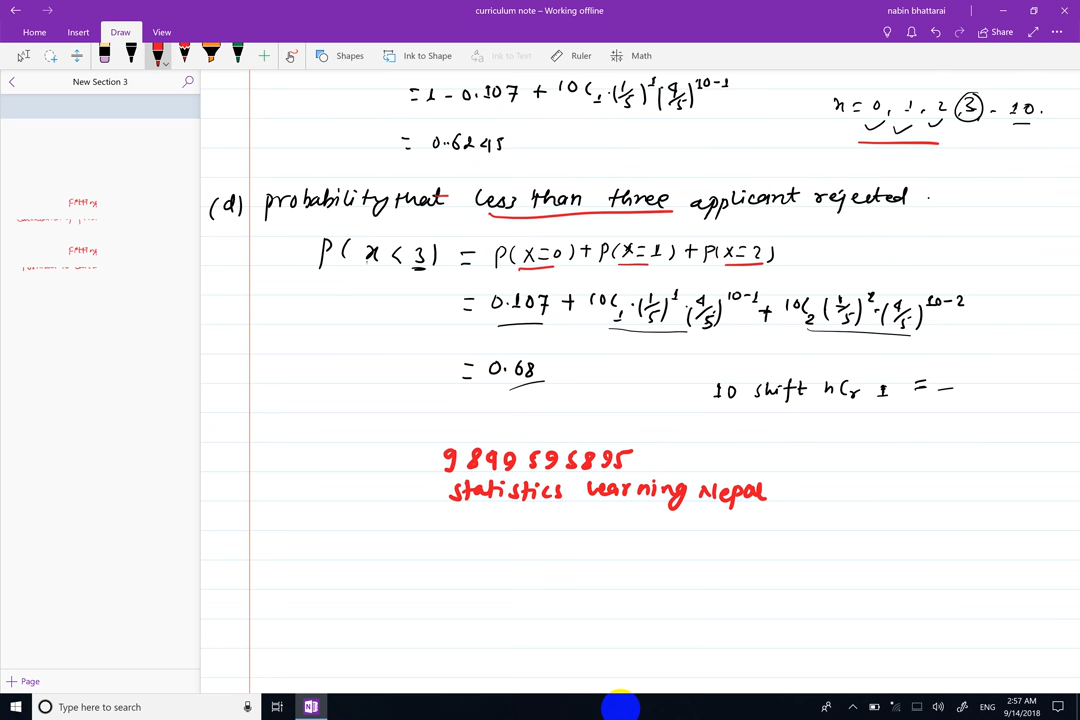 curriculum note – Working offline
nabin bhattarai
Home Insert Draw View
Share
Shapes Ink to Shape Ink to Text Ruler Math
New Section 3
= 1 - 0.107 + 10C₁.(1/5)¹(4/5)¹⁰⁻¹
x = 0, 1, 2, 3 - 10.
= 0.6245
(d) probability that less than three applicant rejected.
P( x < 3) = P(X=0) + P(X=1) + P(X=2)
= 0.107 + 10C₁.(1/5)¹.(4/5)¹⁰⁻¹ + 10C₂(1/5)².(4/5)¹⁰⁻²
= 0.68
10 shift nCr 1 = –
9849595895
statistics learning Nepal
+ Page
Type here to search
ENG
2:57 AM
9/14/2018